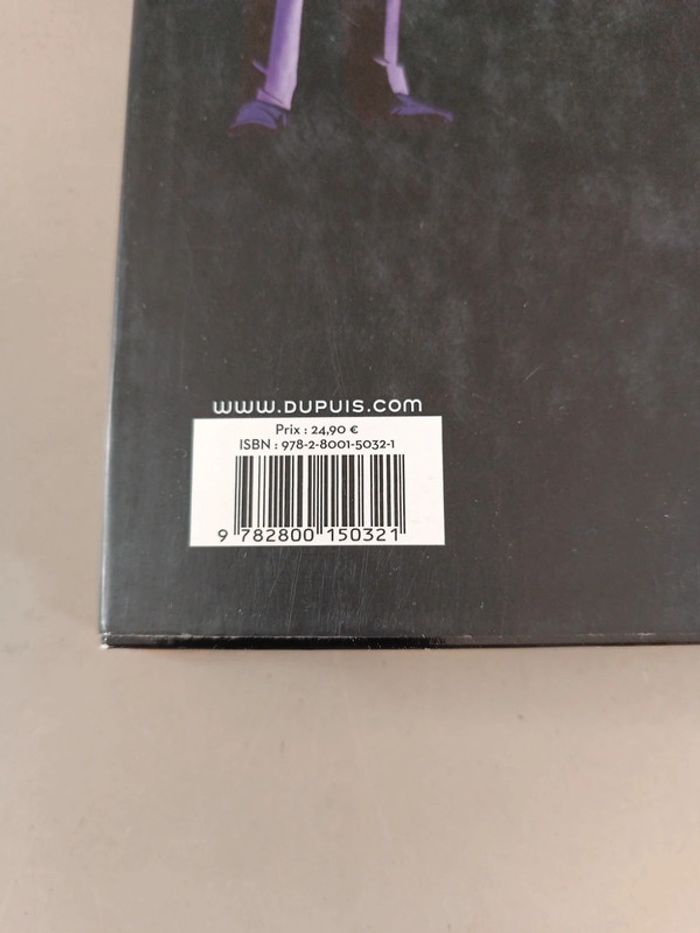 www.DUPUIS.com
Prix : 24,90 €
ISBN : 978-2-8001-5032-1
9 782800 150321